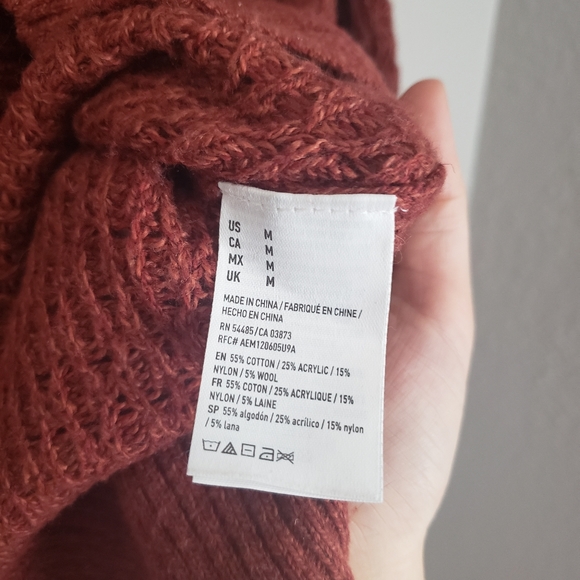 US M
CA M
MX M
UK M
MADE IN CHINA / FABRIQUÉ EN CHINE /
HECHO EN CHINA
RN 54485/CA 03873
RFC# AEM120605U9A
EN 55% COTTON / 25% ACRYLIC / 15%
NYLON / 5% WOOL
FR 55% COTON / 25% ACRYLIQUE / 15%
NYLON / 5% LAINE
SP 55% algodón / 25% acrílico / 15% nylon
/ 5% lana